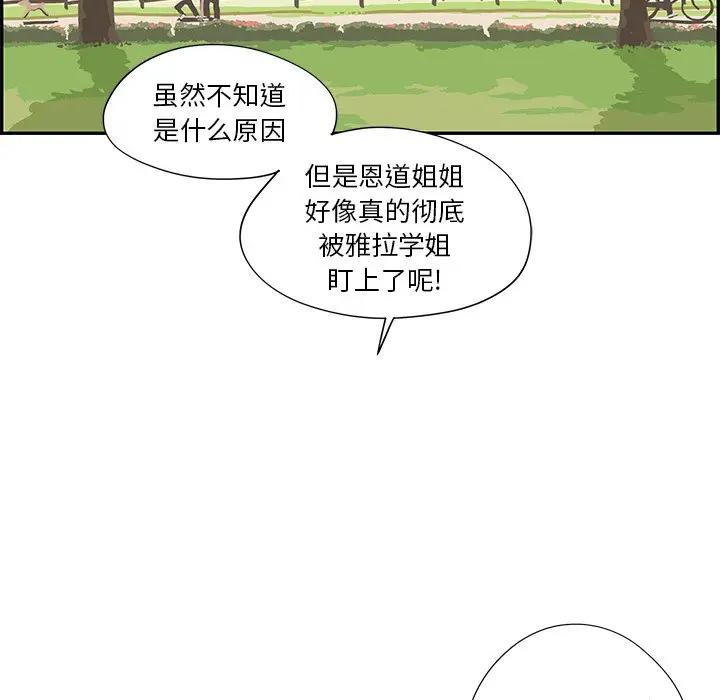 虽然不知道
是什么原因
但是恩道姐姐
好像真的彻底
被雅拉学姐
盯上了呢!